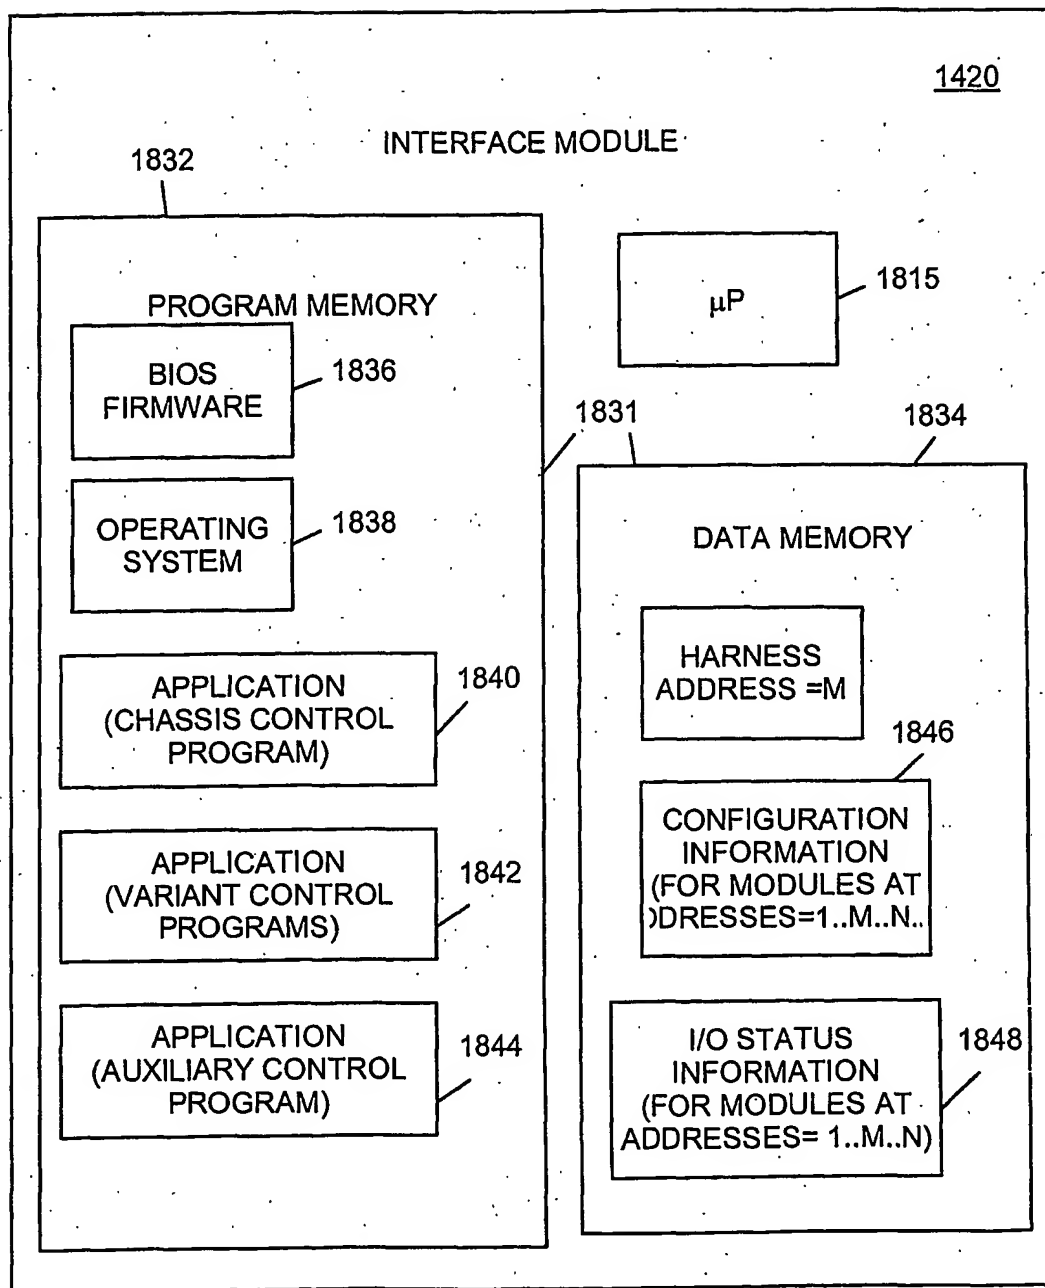 1420
INTERFACE MODULE
1832
PROGRAM MEMORY
BIOS
FIRMWARE
1836
OPERATING
SYSTEM
1838
APPLICATION
(CHASSIS CONTROL
PROGRAM)
1840
APPLICATION
(VARIANT CONTROL
PROGRAMS)
1842
APPLICATION
(AUXILIARY CONTROL
PROGRAM)
1844
µP
1815
1831
1834
DATA MEMORY
HARNESS
ADDRESS =M
1846
CONFIGURATION
INFORMATION
(FOR MODULES AT
DDRESSES=1..M..N..
I/O STATUS
INFORMATION
(FOR MODULES AT
ADDRESSES= 1..M..N)
1848